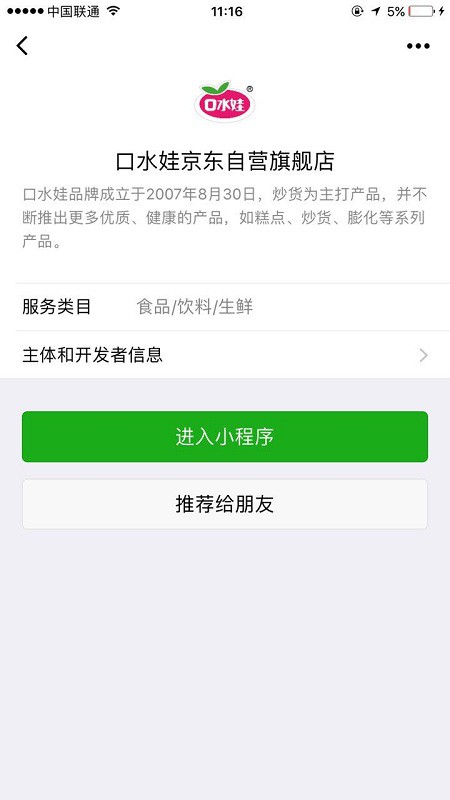 中国联通 11:16 5%
口水娃®
口水娃京东自营旗舰店
口水娃品牌成立于2007年8月30日，炒货为主打产品，并不
断推出更多优质、健康的产品，如糕点、炒货、膨化等系列
产品。
服务类目 食品/饮料/生鲜
主体和开发者信息
进入小程序
推荐给朋友